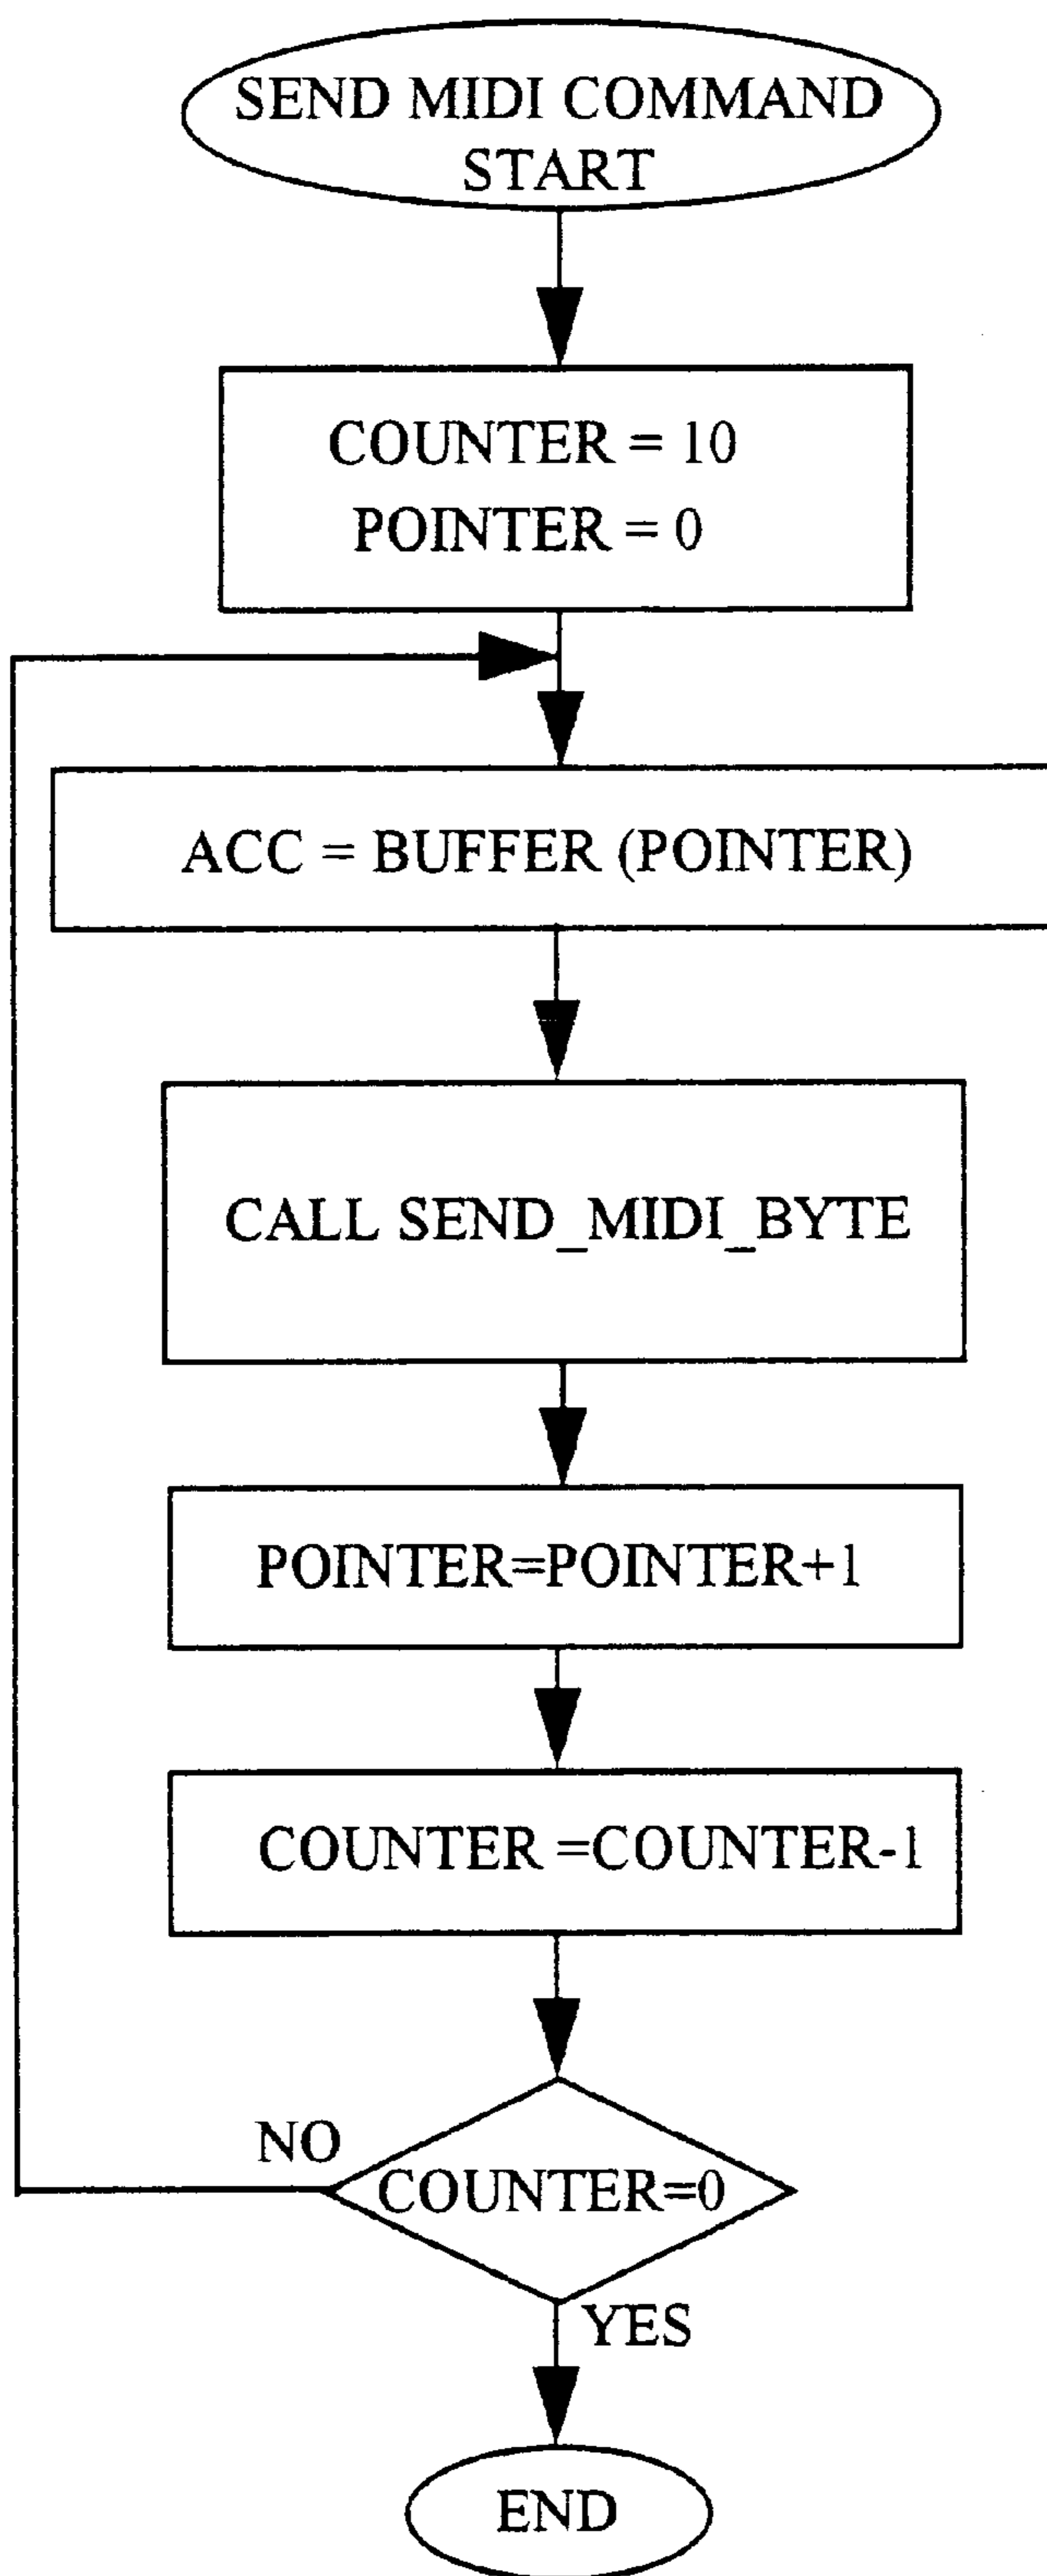 SEND MIDI COMMAND
START
COUNTER = 10
POINTER = 0
ACC = BUFFER (POINTER)
CALL SEND_MIDI_BYTE
POINTER=POINTER+1
COUNTER =COUNTER-1
NO
COUNTER=0
YES
END